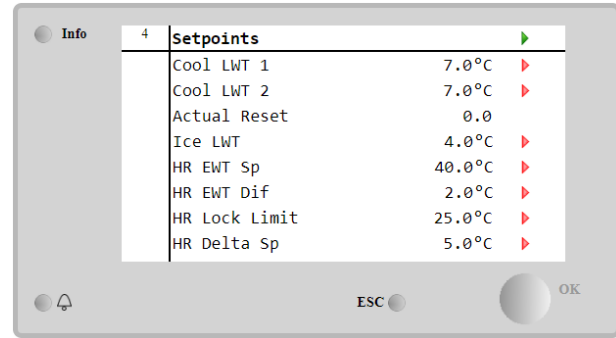 Info
4 Setpoints
Cool LWT 1 7.0°C
Cool LWT 2 7.0°C
Actual Reset 0.0
Ice LWT 4.0°C
HR EWT Sp 40.0°C
HR EWT Dif 2.0°C
HR Lock Limit 25.0°C
HR Delta Sp 5.0°C
ESC OK